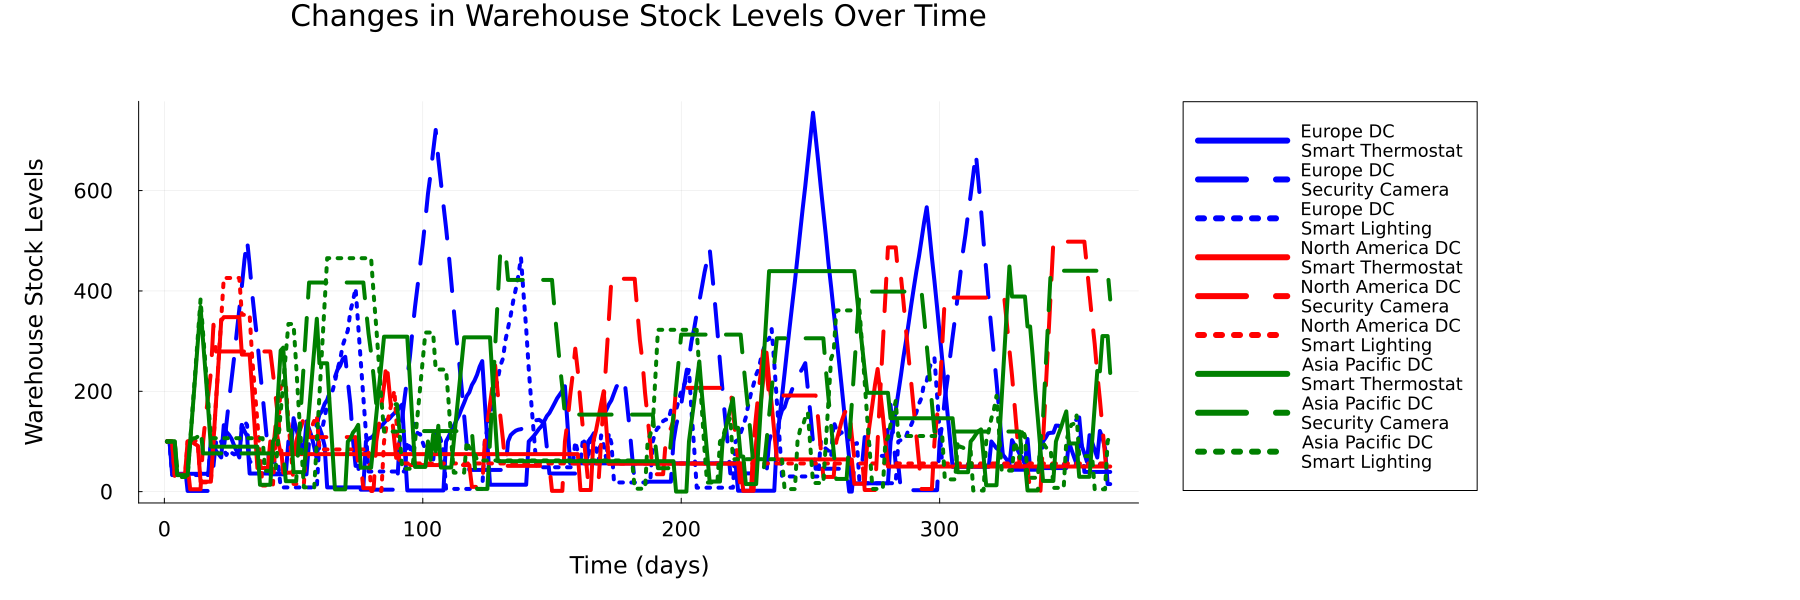 Changes in Warehouse Stock Levels Over Time
Warehouse Stock Levels
600
400
200
0
0
100
200
300
Time (days)
Europe DC
Smart Thermostat
Europe DC
Security Camera
Europe DC
Smart Lighting
North America DC
Smart Thermostat
North America DC
Security Camera
North America DC
Smart Lighting
Asia Pacific DC
Smart Thermostat
Asia Pacific DC
Security Camera
Asia Pacific DC
Smart Lighting